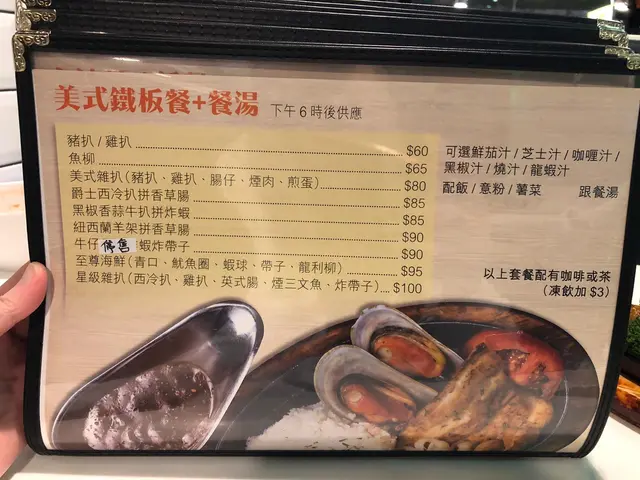 美式鐵板餐+餐湯 下午6時後供應
豬扒/雞扒 $60
魚柳 $65
美式雜扒(豬扒、雞扒、腸仔、煙肉、煎蛋) $80
爵士西冷扒拼香草腸 $85
黑椒香蒜牛扒拼炸蝦 $85
紐西蘭羊架拼香草腸 $90
牛仔 停售 蝦炸帶子 $90
至尊海鮮(青口、魷魚圈、蝦球、帶子、龍利柳) $95
星級雜扒(西冷扒、雞扒、英式腸、煙三文魚、炸帶子) $100
可選鮮茄汁/芝士汁/咖喱汁/
黑椒汁/燒汁/龍蝦汁
配飯/意粉/薯菜 跟餐湯
以上套餐配有咖啡或茶
(凍飲加$3)